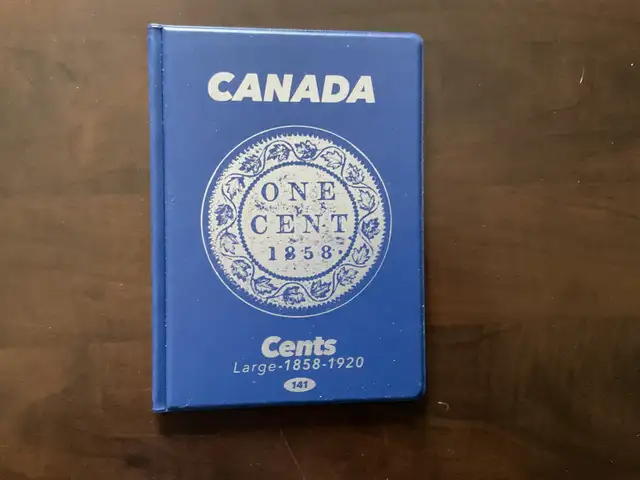 CANADA
ONE
CENT
1858
Cents
Large-1858-1920
141